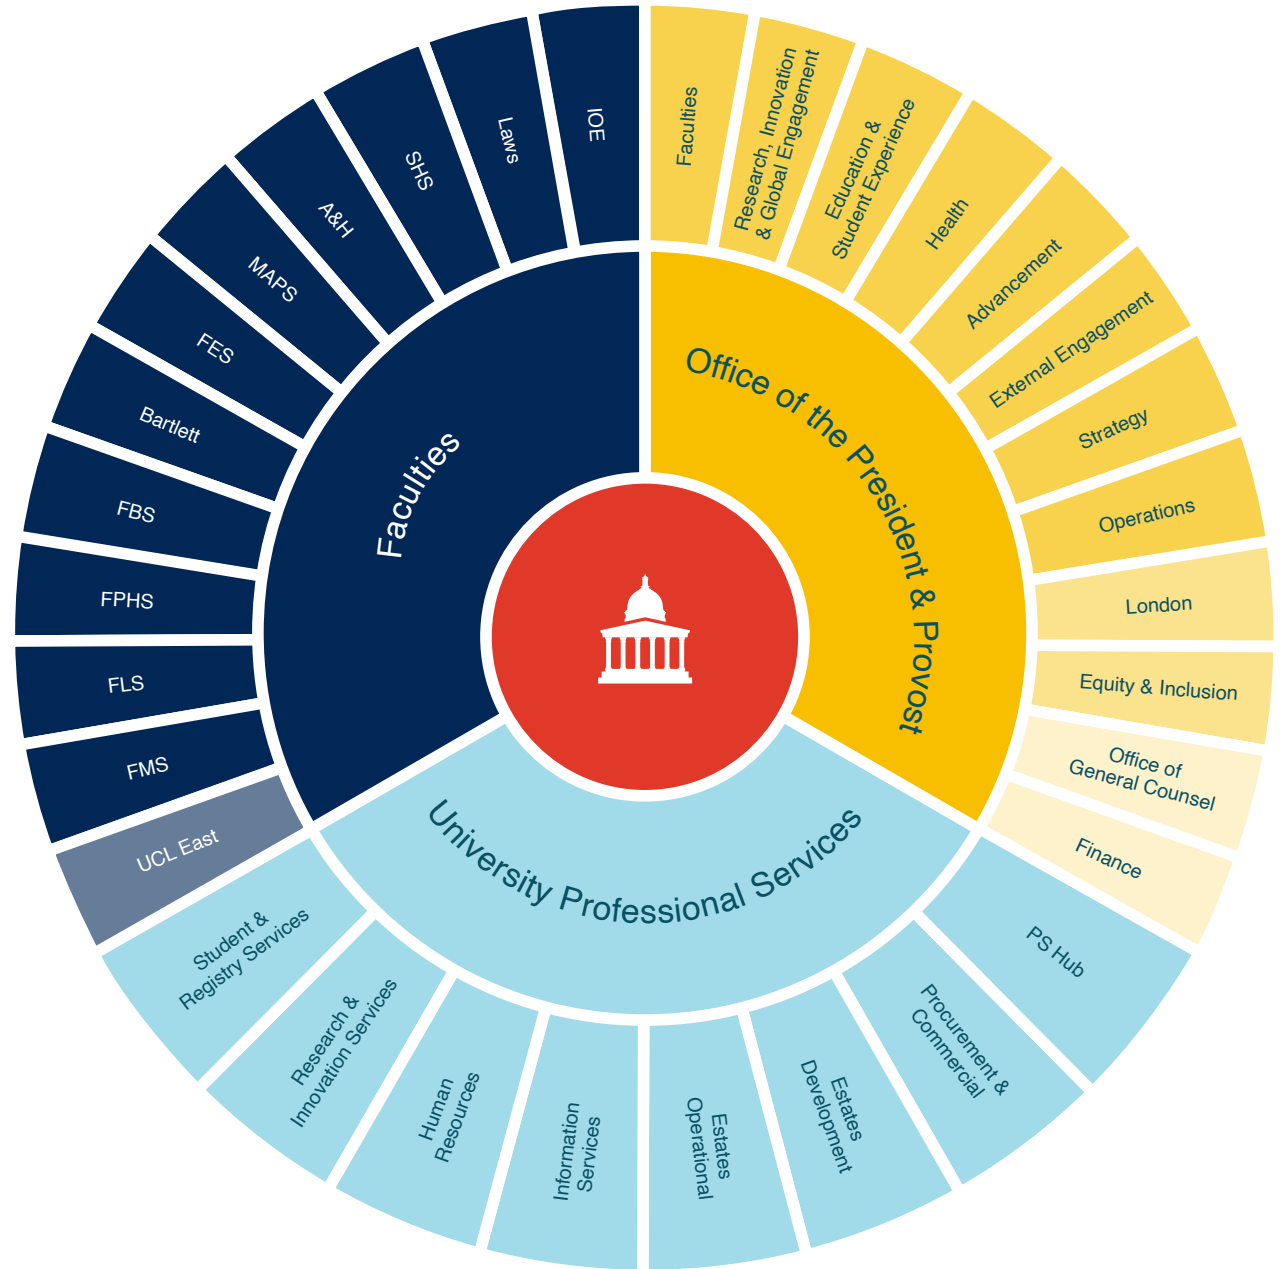 Faculties
IOE
Laws
SHS
A&H
MAPS
FES
Bartlett
FBS
FPHS
FLS
FMS
UCL East
Office of the President & Provost
Faculties
Research, Innovation
& Global Engagement
Education &
Student Experience
Health
Advancement
External Engagement
Strategy
Operations
London
Equity & Inclusion
Office of
General Counsel
Finance
University Professional Services
PS Hub
Procurement &
Commercial
Estates
Development
Estates
Operational
Information
Services
Human
Resources
Research &
Innovation Services
Student &
Registry Services